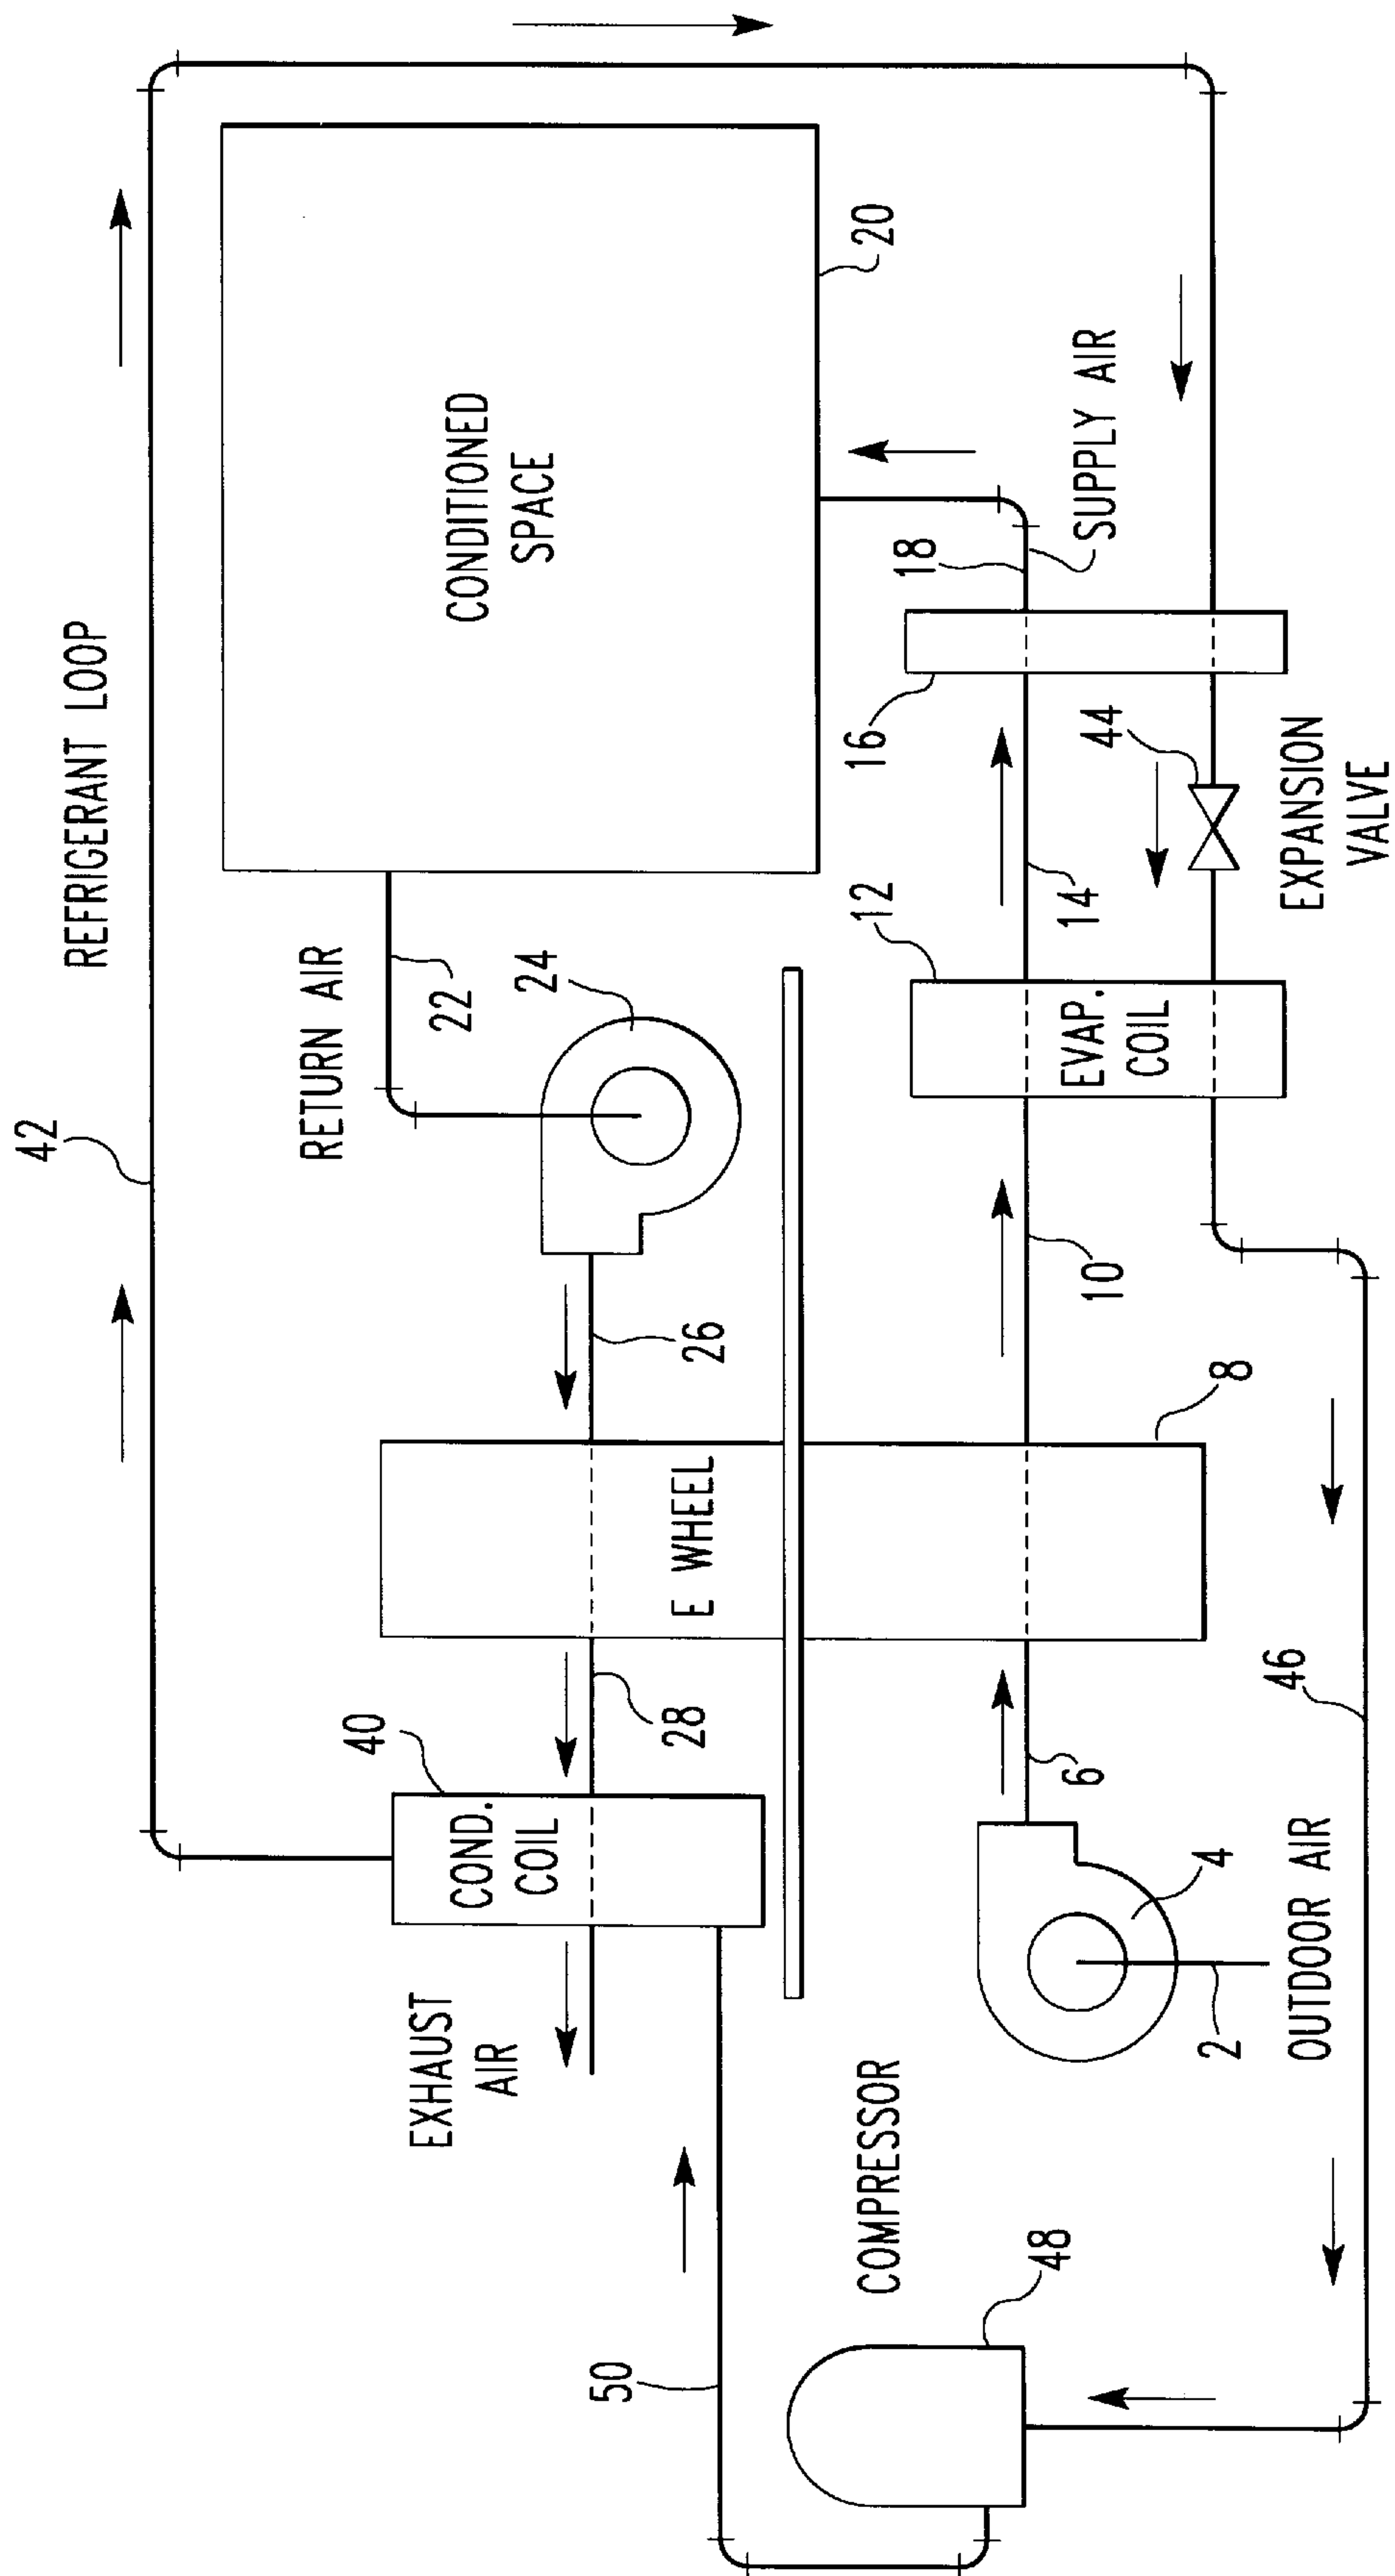 42
REFRIGERANT LOOP
RETURN AIR
22
24
CONDITIONED
SPACE
20
EXHAUST
AIR
COND.
COIL
40
28
E WHEEL
26
8
50
COMPRESSOR
48
OUTDOOR AIR
2
4
6
10
EVAP.
COIL
12
14
16
18
SUPPLY AIR
44
EXPANSION
VALVE
46